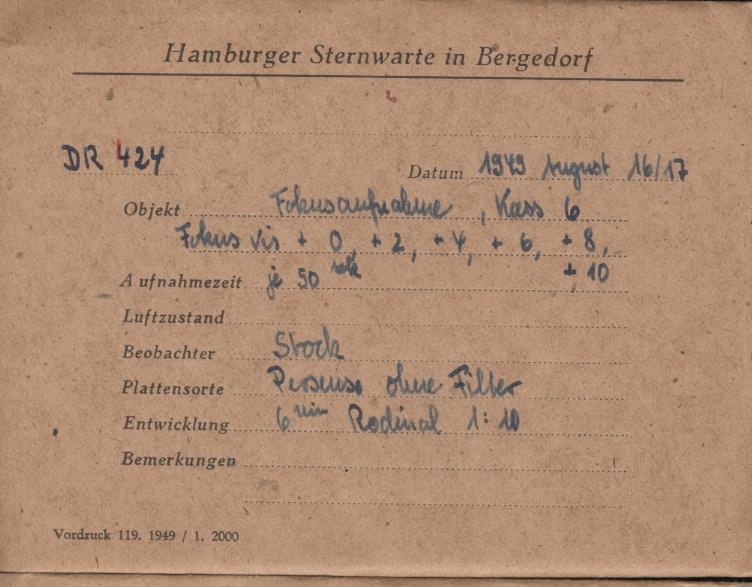 Hamburger Sternwarte in Bergedorf
DR 424
Datum 1949 August 16/17
Objekt Fokusaufnahme, Kass 6
Fokus vis + 0, + 2, + 4, + 6, + 8,
+ 10
Aufnahmezeit je 50 sek
Luftzustand
Beobachter Stock
Plattensorte Perseuso ohne Filter
Entwicklung 6 min Rodinal 1:10
Bemerkungen
Vordruck 119. 1949 / 1. 2000